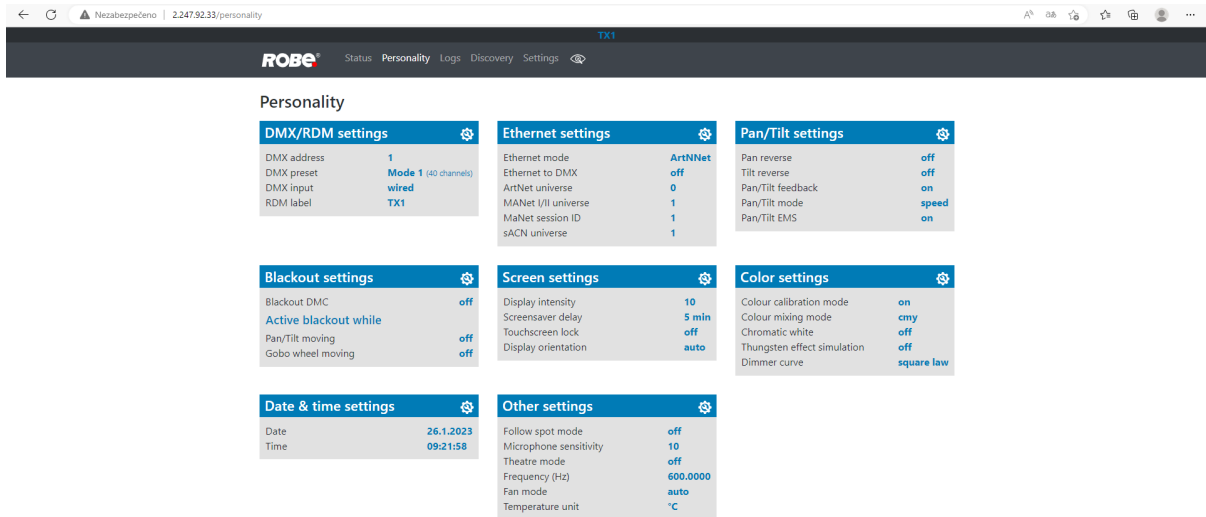 Nezabezpečeno | 2.247.92.33/personality
TX1
ROBE® Status Personality Logs Discovery Settings
Personality
DMX/RDM settings
DMX address 1
DMX preset Mode 1 (40 channels)
DMX input wired
RDM label TX1
Ethernet settings
Ethernet mode ArtNNet
Ethernet to DMX off
ArtNet universe 0
MANet I/II universe 1
MaNet session ID 1
sACN universe 1
Pan/Tilt settings
Pan reverse off
Tilt reverse off
Pan/Tilt feedback on
Pan/Tilt mode speed
Pan/Tilt EMS on
Blackout settings
Blackout DMC off
Active blackout while
Pan/Tilt moving off
Gobo wheel moving off
Screen settings
Display intensity 10
Screensaver delay 5 min
Touchscreen lock off
Display orientation auto
Color settings
Colour calibration mode on
Colour mixing mode cmy
Chromatic white off
Thungsten effect simulation off
Dimmer curve square law
Date & time settings
Date 26.1.2023
Time 09:21:58
Other settings
Follow spot mode off
Microphone sensitivity 10
Theatre mode off
Frequency (Hz) 600.0000
Fan mode auto
Temperature unit °C